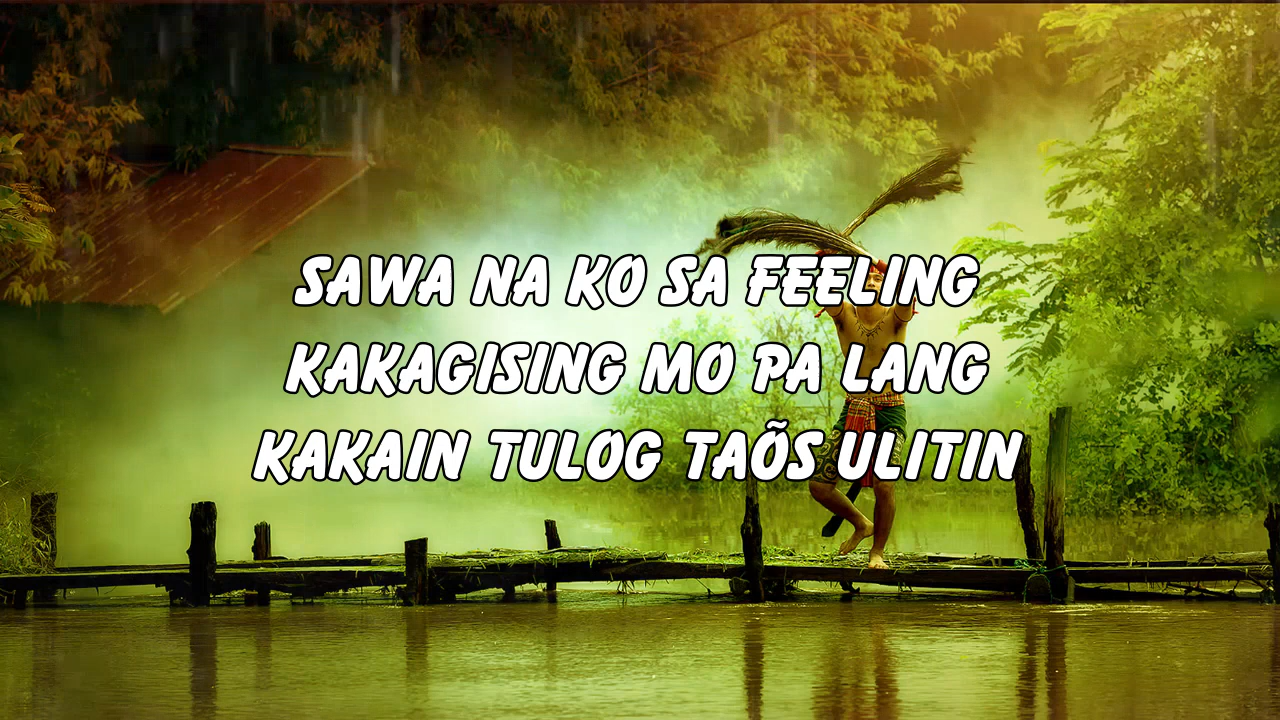 SAWA NA KO SA FEELING
KAKAGISING MO PA LANG
KAKAIN TULOG TAÕS ULITIN